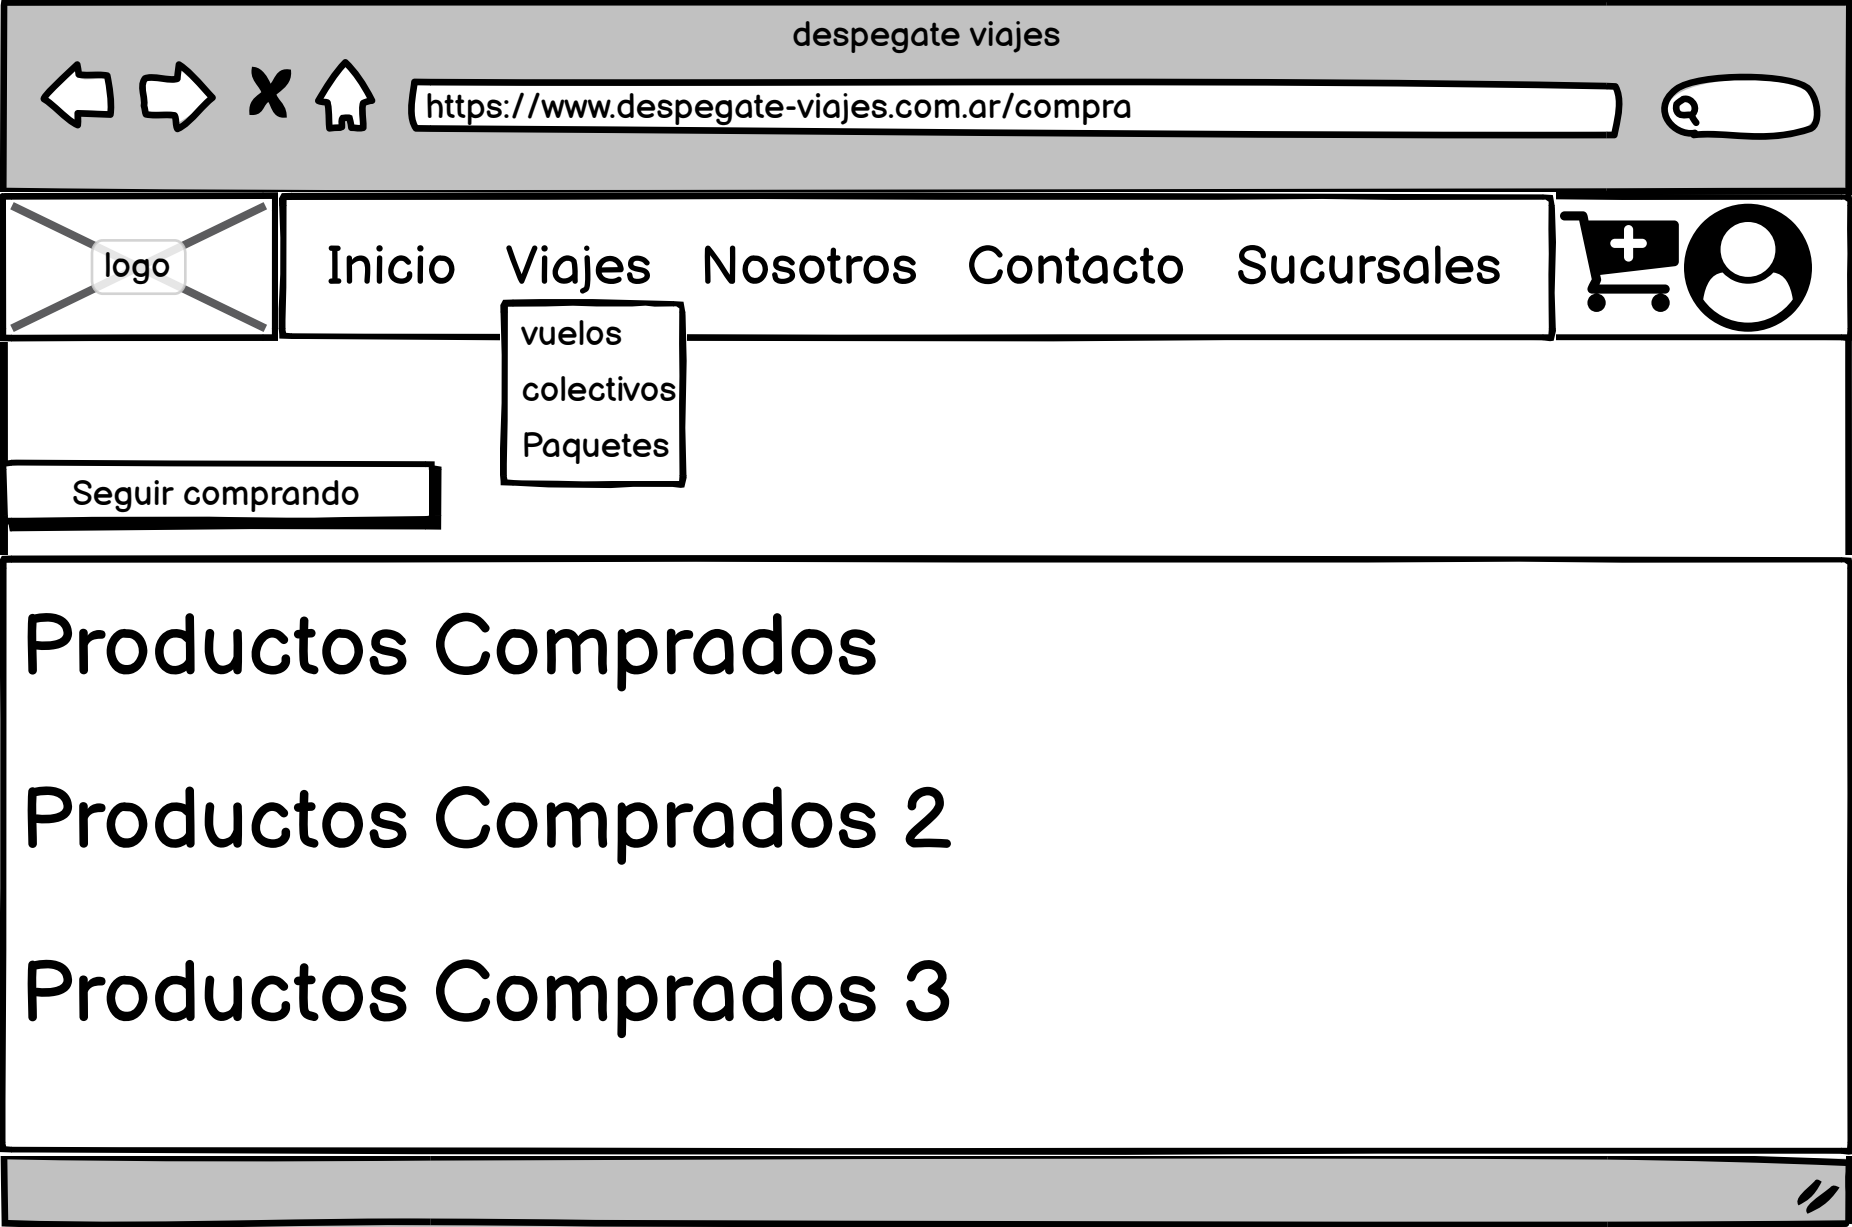 despegate viajes
https://www.despegate-viajes.com.ar/compra
logo
Inicio Viajes Nosotros Contacto Sucursales
vuelos
colectivos
Paquetes
Seguir comprando
Productos Comprados
Productos Comprados 2
Productos Comprados 3